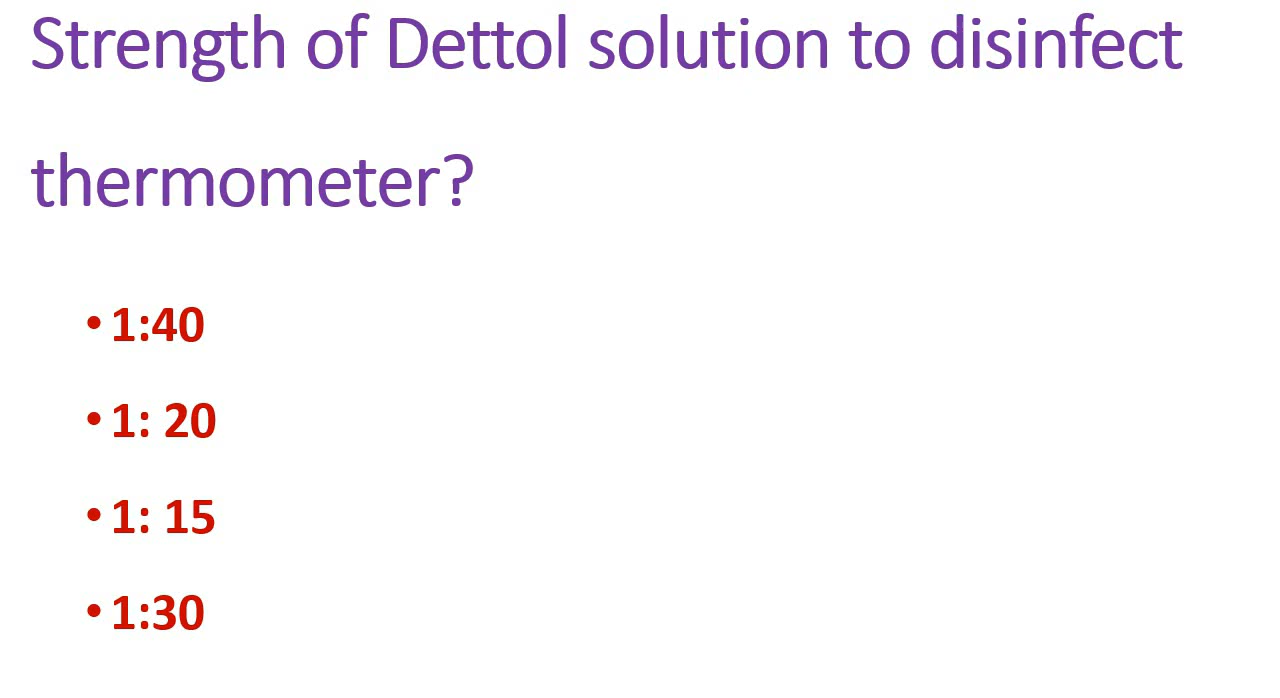 Strength of Dettol solution to disinfect
thermometer?
• 1:40
• 1: 20
• 1: 15
• 1:30